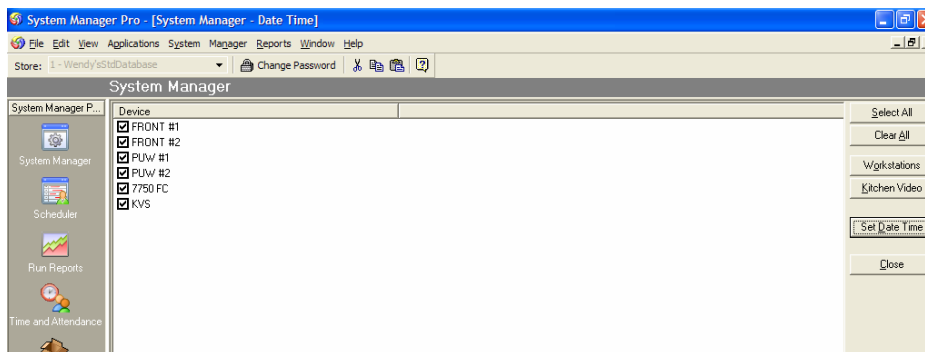 System Manager Pro - [System Manager - Date Time]
File Edit View Applications System Manager Reports Window Help
Store: 1 - Wendy'sStdDatabase Change Password
System Manager
System Manager P...
System Manager
Scheduler
Run Reports
Time and Attendance
Device
FRONT #1
FRONT #2
PUW #1
PUW #2
7750 FC
KVS
Select All
Clear All
Workstations
Kitchen Video
Set Date Time
Close